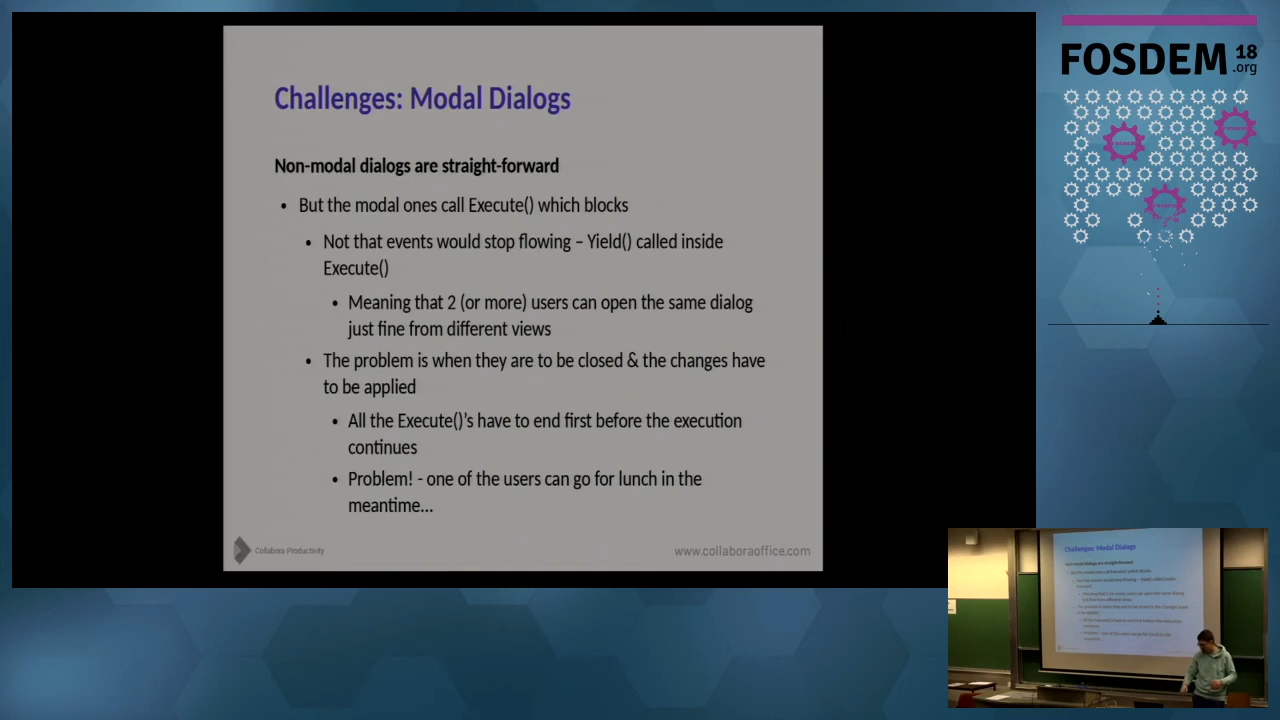 Challenges: Modal Dialogs
Non-modal dialogs are straight-forward
• But the modal ones call Execute() which blocks
• Not that events would stop flowing – Yield() called inside
Execute()
• Meaning that 2 (or more) users can open the same dialog
just fine from different views
• The problem is when they are to be closed & the changes have
to be applied
• All the Execute()’s have to end first before the execution
continues
• Problem! - one of the users can go for lunch in the
meantime...
Collabora Productivity
www.collaboraoffice.com
FOSDEM 18
.org
Challenges: Modal Dialogs